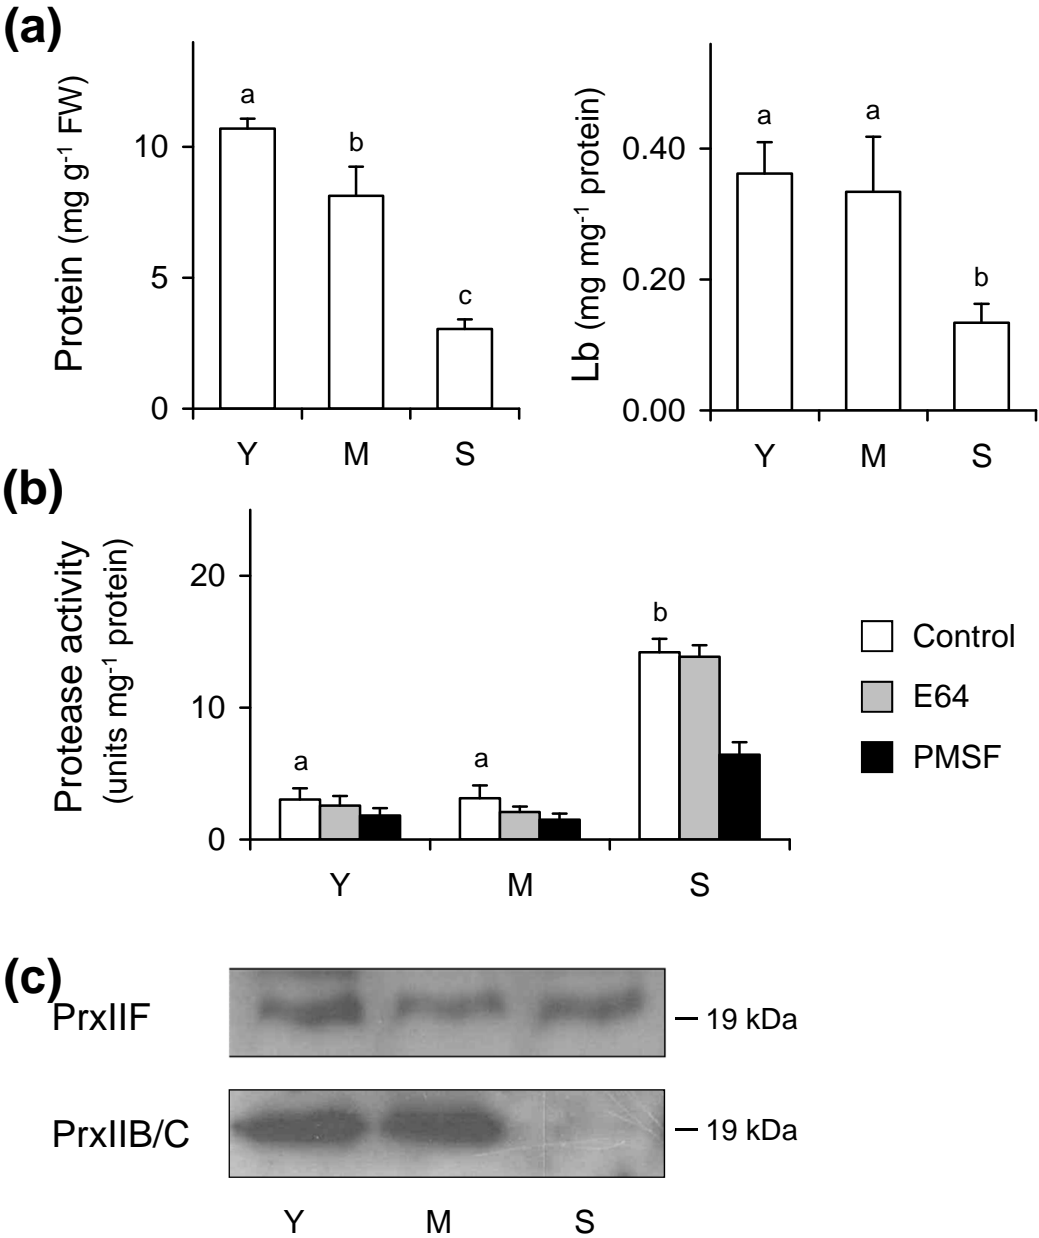 (a)
Protein (mg g-1 FW)
10
5
0
a
b
c
Y M S
Lb (mg mg-1 protein)
0.40
0.20
0.00
a
a
b
Y M S
(b)
Protease activity
(units mg-1 protein)
20
10
0
a
a
b
Y M S
Control
E64
PMSF
(c)
PrxIIF
19 kDa
PrxIIB/C
19 kDa
Y M S